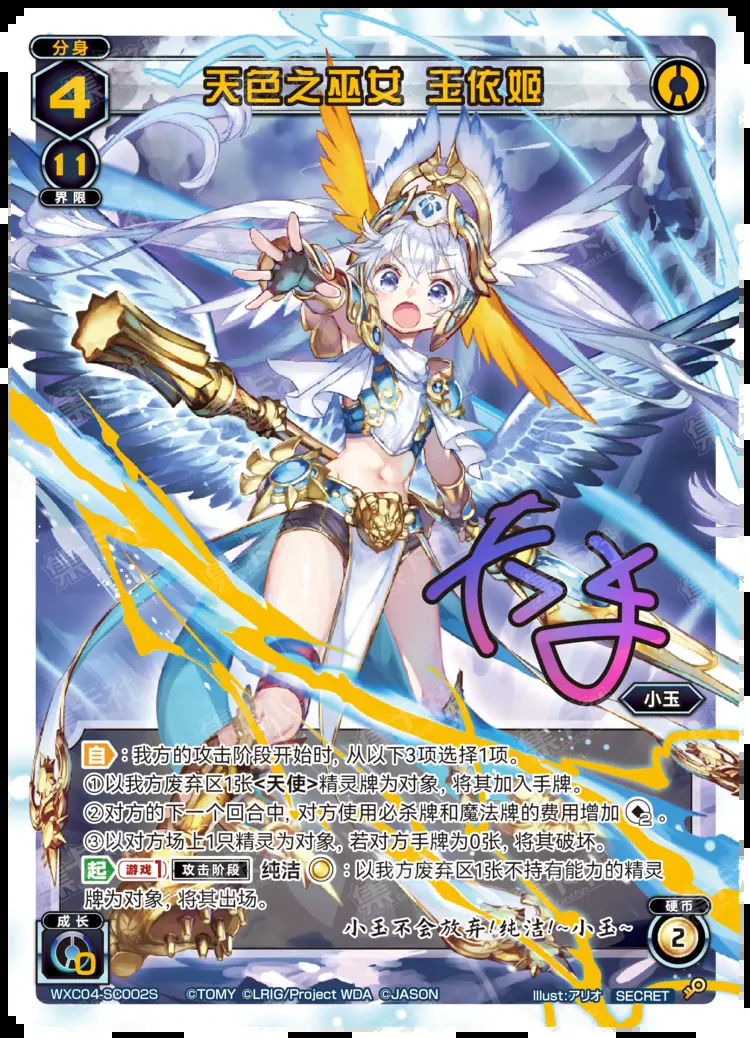 分身
4
天色之巫女 玉依姬
11
界限
小玉
自：我方的攻击阶段开始时，从以下3项选择1项。
①以我方废弃区1张<天使>精灵牌为对象，将其加入手牌。
②对方的下一个回合中，对方使用必杀牌和魔法牌的费用增加2。
③以对方场上1只精灵为对象，若对方手牌为0张，将其破坏。
起 游戏1 攻击阶段 纯洁：以我方废弃区1张不持有能力的精灵
牌为对象，将其出场。
小玉不会放弃!纯洁!~小玉~
成长
0
硬币
2
WXC04-SC002S ©TOMY ©LRIG/Project WDA ©JASON Illust:アリオ SECRET